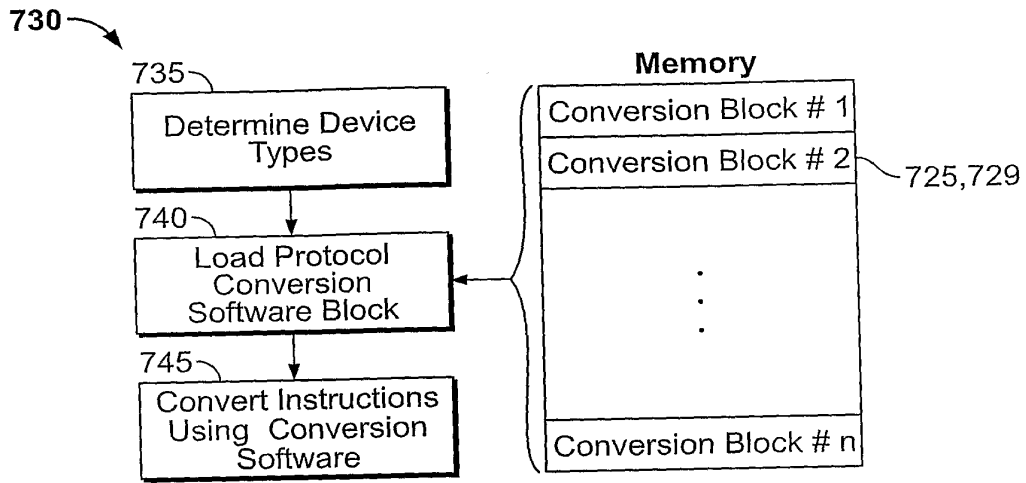 730
735
Determine Device
Types
740
Load Protocol
Conversion
Software Block
745
Convert Instructions
Using Conversion
Software
Memory
Conversion Block # 1
Conversion Block # 2
725,729
Conversion Block # n